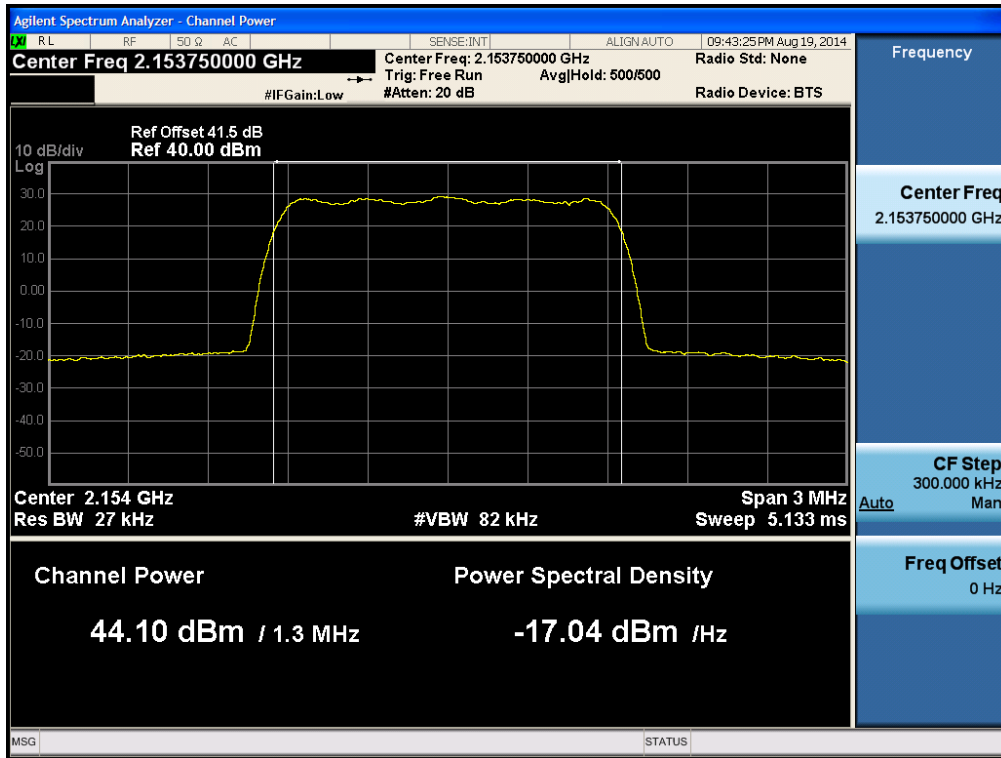 Agilent Spectrum Analyzer - Channel Power
LXI RL RF 50 Ω AC SENSE:INT ALIGN AUTO 09:43:25 PM Aug 19, 2014
Center Freq 2.153750000 GHz
Center Freq: 2.153750000 GHz
Radio Std: None
Trig: Free Run Avg|Hold: 500/500
#IFGain:Low
#Atten: 20 dB
Radio Device: BTS
Ref Offset 41.5 dB
10 dB/div Ref 40.00 dBm
Log
30.0
20.0
10.0
0.00
-10.0
-20.0
-30.0
-40.0
-50.0
Center 2.154 GHz Span 3 MHz
Res BW 27 kHz #VBW 82 kHz Sweep 5.133 ms
Channel Power Power Spectral Density
44.10 dBm / 1.3 MHz -17.04 dBm /Hz
MSG STATUS
Frequency
Center Freq
2.153750000 GHz
CF Step
300.000 kHz
Auto Man
Freq Offset
0 Hz